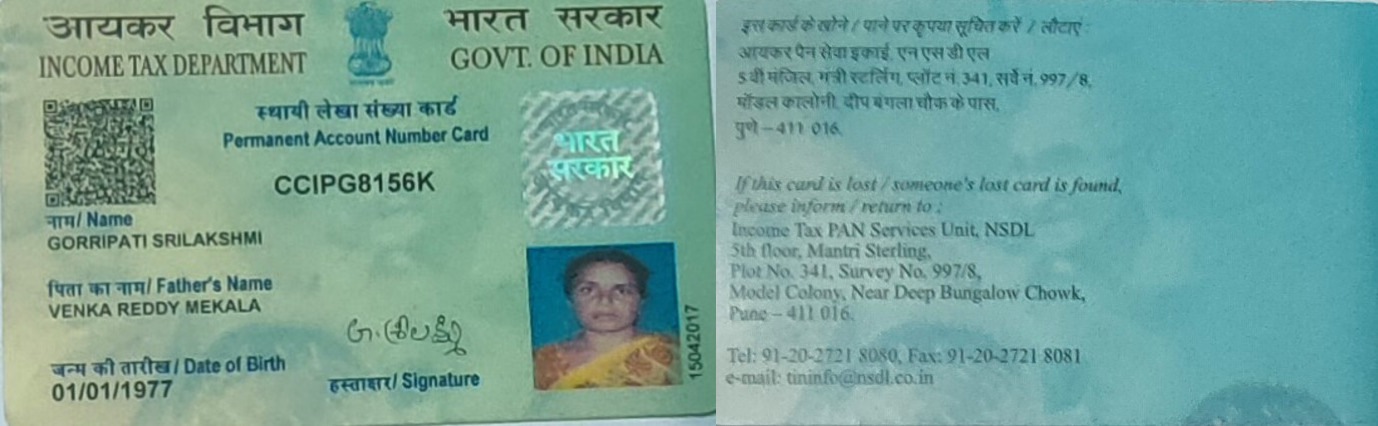 आयकर विभाग
INCOME TAX DEPARTMENT
भारत सरकार
GOVT. OF INDIA
स्थायी लेखा संख्या कार्ड
Permanent Account Number Card
CCIPG8156K
भारत
सरकार
नाम/ Name
GORRIPATI SRILAKSHMI
पिता का नाम/ Father's Name
VENKA REDDY MEKALA
जन्म की तारीख/ Date of Birth
01/01/1977
గొ.శ్రీలక్ష్మి
हस्ताक्षर/ Signature
15042017
इस कार्ड के खोने / पाने पर कृपया सूचित करें / लौटाएं :
आयकर पैन सेवा इकाई, एन एस डी एल
5 वीं मंजिल, मंत्री स्टर्लिंग, प्लॉट नं. 341, सर्वे नं. 997/8,
मॉडल कालोनी, दीप बंगला चौक के पास,
पुणे – 411 016.
If this card is lost / someone's lost card is found,
please inform / return to :
Income Tax PAN Services Unit, NSDL
5th floor, Mantri Sterling,
Plot No. 341, Survey No. 997/8,
Model Colony, Near Deep Bungalow Chowk,
Pune – 411 016.
Tel: 91-20-2721 8080, Fax: 91-20-2721 8081
e-mail: tininfo@nsdl.co.in